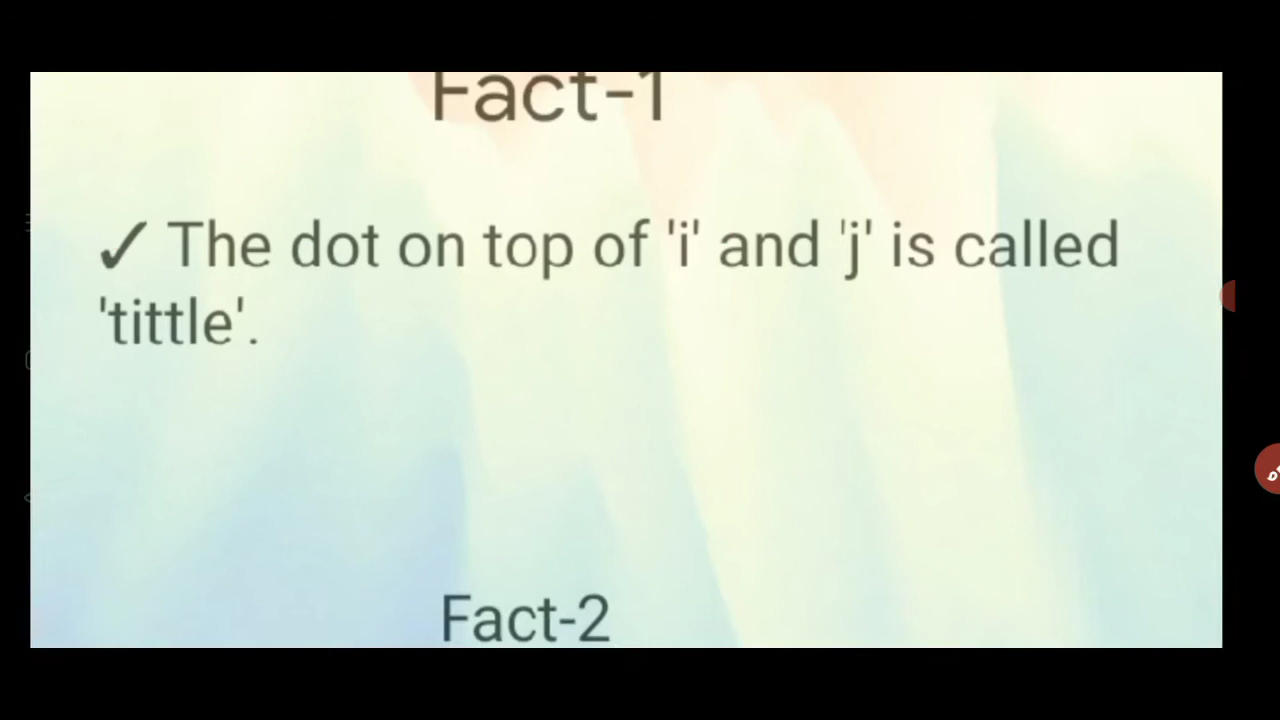 Fact-1
✓ The dot on top of 'i' and 'j' is called
'tittle'.
Fact-2